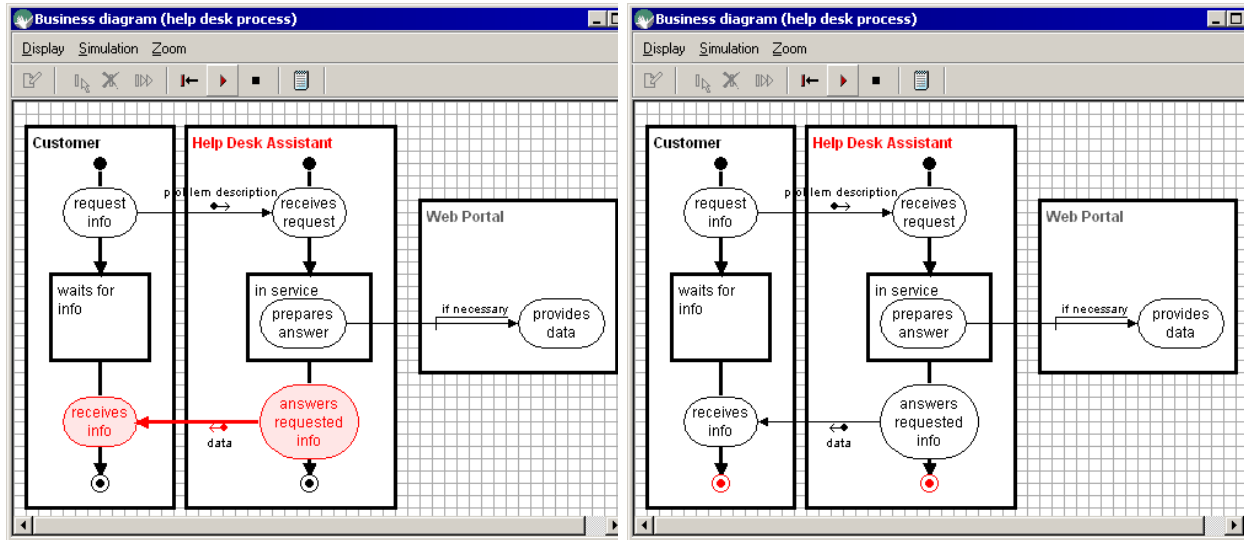 Business diagram (help desk process)
Display Simulation Zoom
Customer
Help Desk Assistant
request
info
problem description
receives
request
Web Portal
waits for
info
in service
prepares
answer
if necessary
provides
data
receives
info
answers
requested
info
data
Business diagram (help desk process)
Display Simulation Zoom
Customer
Help Desk Assistant
request
info
problem description
receives
request
Web Portal
waits for
info
in service
prepares
answer
if necessary
provides
data
receives
info
answers
requested
info
data